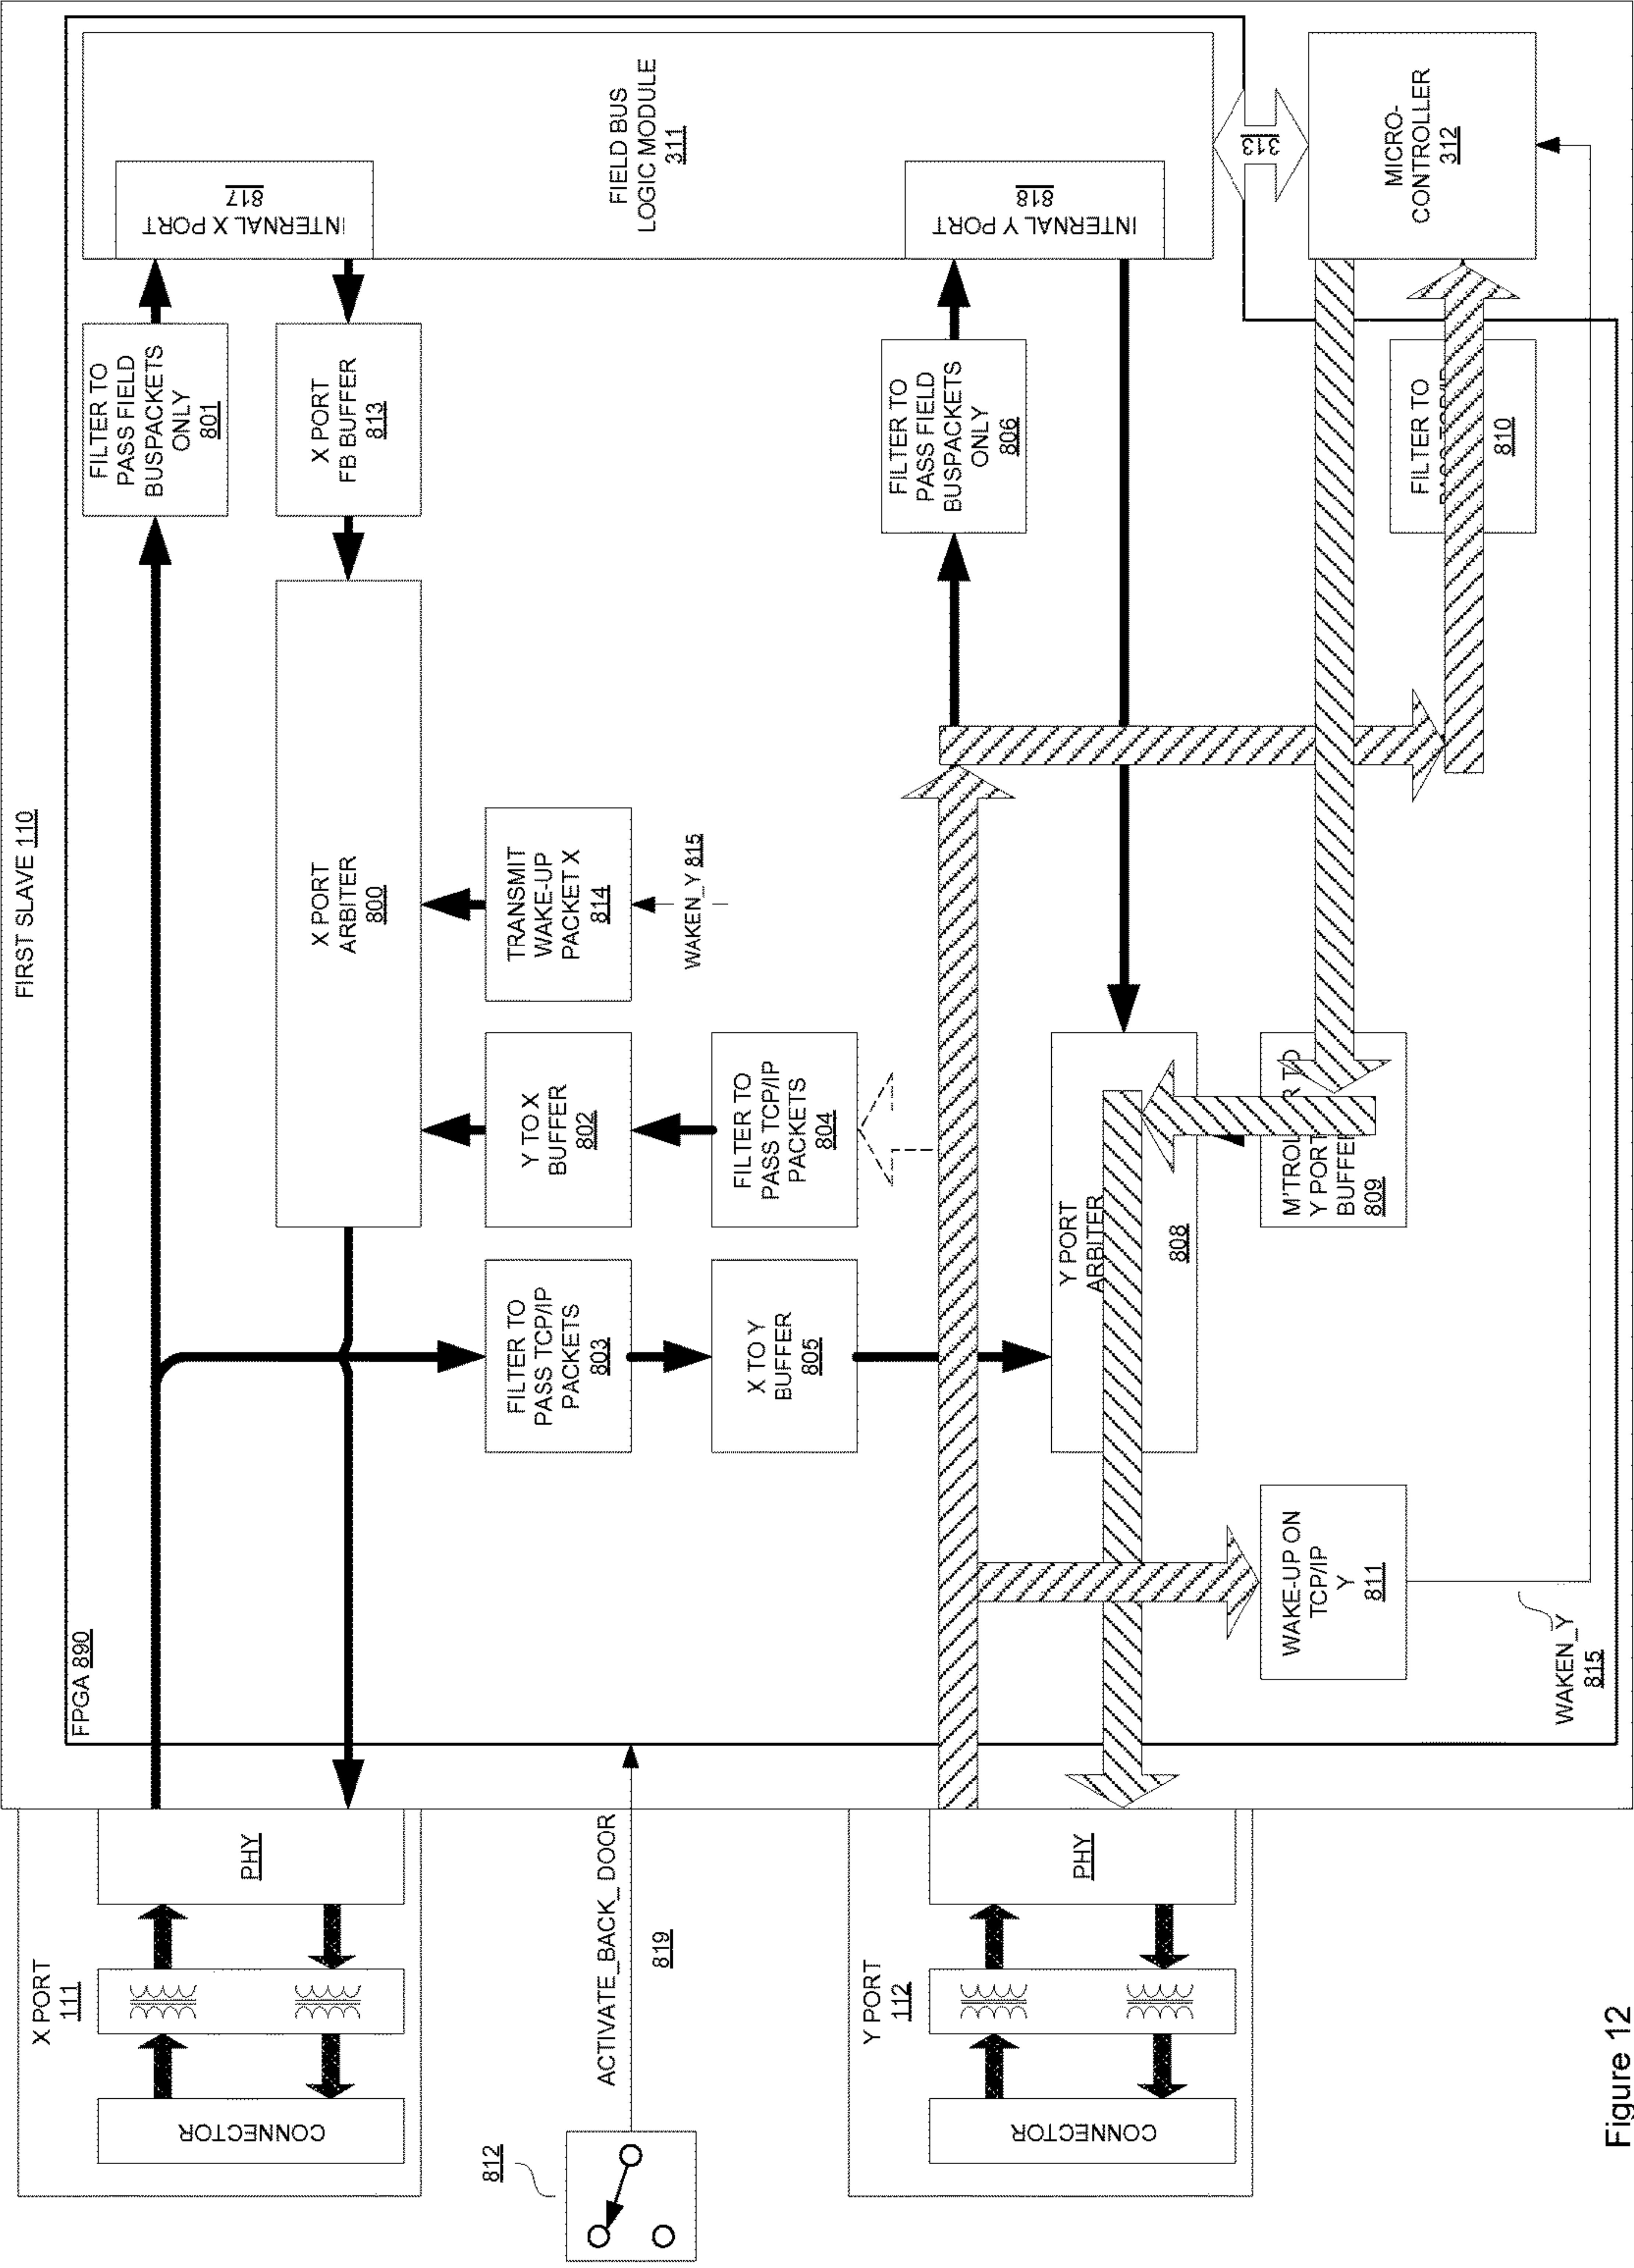 FIRST SLAVE 110
FPGA 890
FIELD BUS
LOGIC MODULE
311
INTERNAL X PORT
817
INTERNAL Y PORT
818
MICRO-
CONTROLLER
312
313
FILTER TO
PASS FIELD
BUSPACKETS
ONLY
801
X PORT
FB BUFFER
813
FILTER TO
PASS FIELD
BUSPACKETS
ONLY
806
FILTER TO
810
X PORT
ARBITER
800
TRANSMIT
WAKE-UP
PACKET X
814
WAKEN_Y 815
Y TO X
BUFFER
802
FILTER TO
PASS TCP/IP
PACKETS
804
FILTER TO
PASS TCP/IP
PACKETS
803
X TO Y
BUFFER
805
Y PORT
ARBITER
808
Y PORT
BUFFER
809
WAKE-UP ON
TCP/IP
Y
811
WAKEN_Y
815
X PORT
111
PHY
CONNECTOR
ACTIVATE_BACK_DOOR
819
812
Y PORT
112
PHY
CONNECTOR
Figure 12